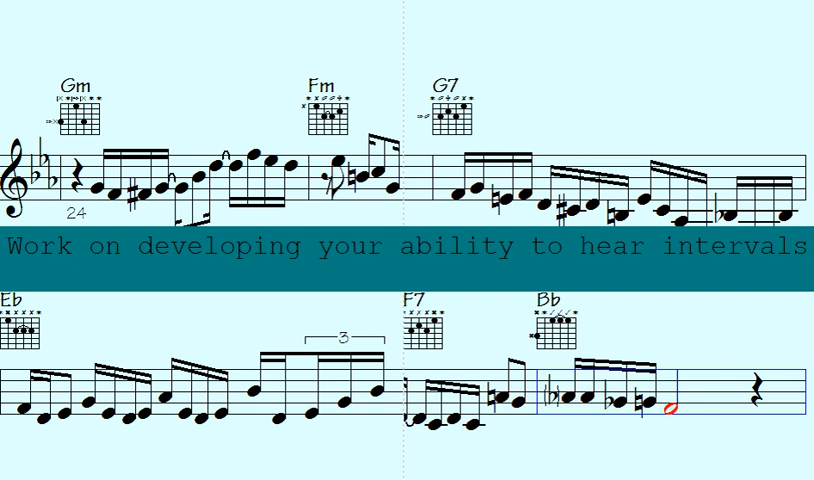 Gm Fm G7
24
Work on developing your ability to hear intervals
Eb F7 Bb
3